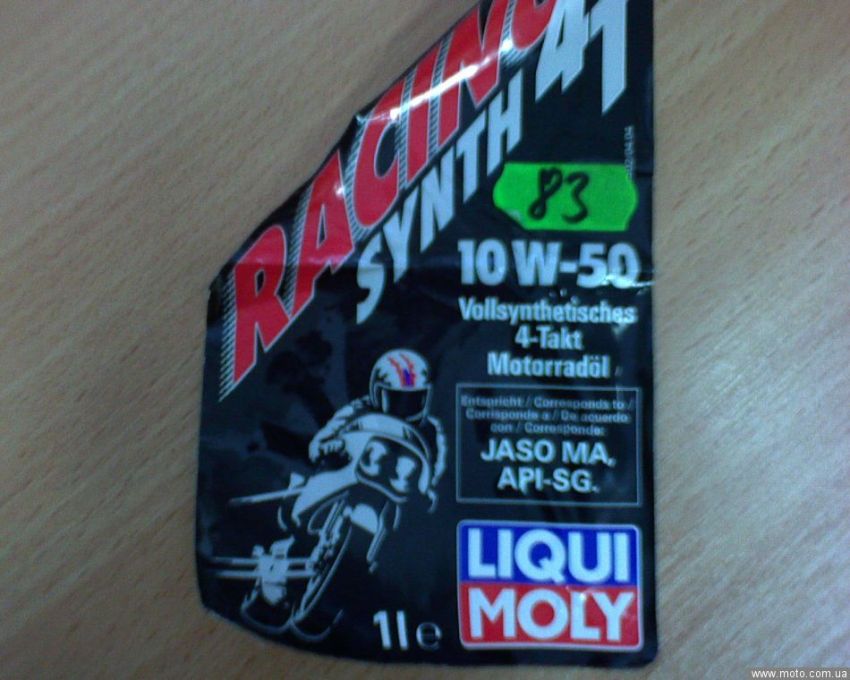 RACING
SYNTH 4T
83
10 W-50
Vollsynthetisches
4-Takt
Motorradöl
Entspricht / Corresponds to /
Corrisponde a / De acuerdo
con / Corresponde:
JASO MA.
API-SG.
LIQUI
MOLY
1l e
www.moto.com.ua